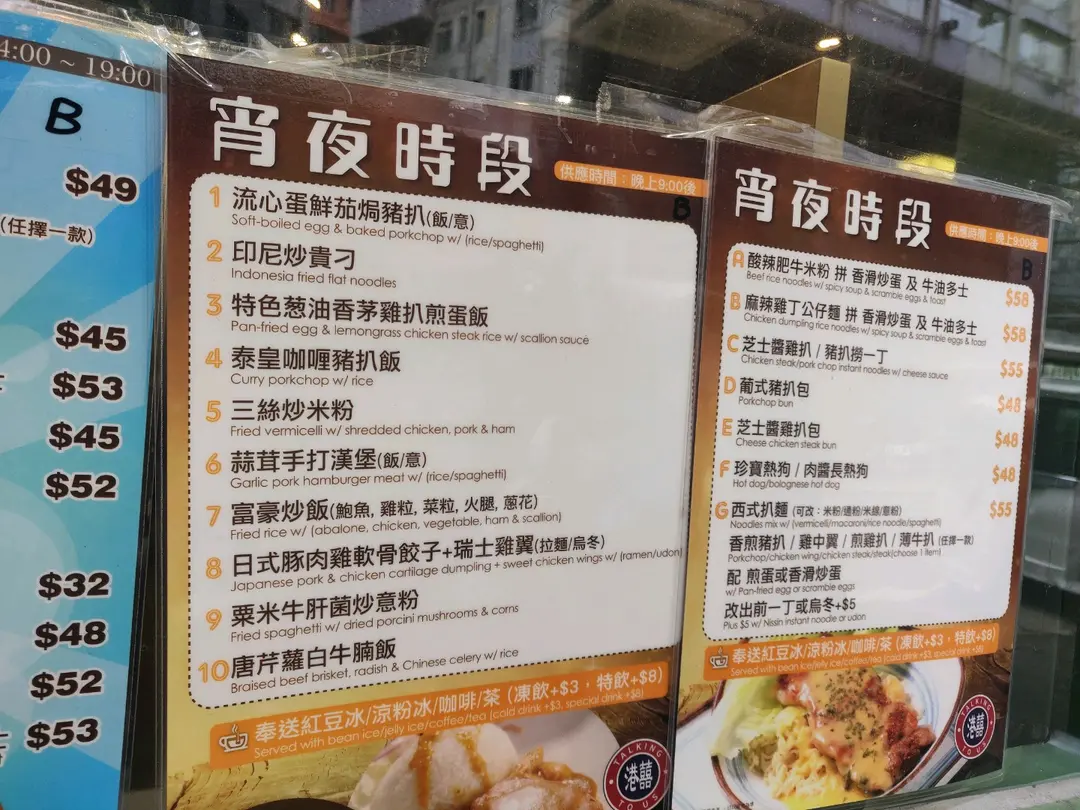 4:00 ~ 19:00
B
$49
(任擇一款)
$45
$53
$45
$52
$32
$48
$52
$53
宵夜時段
供應時間：晚上9:00後
B
1 流心蛋鮮茄焗豬扒(飯/意)
Soft-boiled egg & baked porkchop w/ (rice/spaghetti)
2 印尼炒貴刁
Indonesia fried flat noodles
3 特色葱油香茅雞扒煎蛋飯
Pan-fried egg & lemongrass chicken steak rice w/ scallion sauce
4 泰皇咖喱豬扒飯
Curry porkchop w/ rice
5 三絲炒米粉
Fried vermicelli w/ shredded chicken, pork & ham
6 蒜茸手打漢堡(飯/意)
Garlic pork hamburger meat w/ (rice/spaghetti)
7 富豪炒飯(鮑魚, 雞粒, 菜粒, 火腿, 蔥花)
Fried rice w/ (abalone, chicken, vegetable, ham & scallion)
8 日式豚肉雞軟骨餃子+瑞士雞翼(拉麵/烏冬)
Japanese pork & chicken cartilage dumpling + sweet chicken wings w/ (ramen/udon)
9 粟米牛肝菌炒意粉
Fried spaghetti w/ dried porcini mushrooms & corns
10 唐芹蘿白牛腩飯
Braised beef brisket, radish & Chinese celery w/ rice
奉送紅豆冰/涼粉冰/咖啡/茶 (凍飲+$3，特飲+$8)
Served with bean ice/jelly ice/coffee/tea (cold drink +$3, special drink +$8)
TALKING
港囍
TO US
宵夜時段
供應時間：晚上9:00後
B
A 酸辣肥牛米粉 拼 香滑炒蛋 及 牛油多士 $58
Beef rice noodles w/ spicy soup & scramble eggs & toast
B 麻辣雞丁公仔麵 拼 香滑炒蛋 及 牛油多士 $58
Chicken dumpling rice noodles w/ spicy soup & scramble eggs & toast
C 芝士醬雞扒 / 豬扒撈一丁 $55
Chicken steak/pork chop instant noodles w/ cheese sauce
D 葡式豬扒包 $48
Porkchop bun
E 芝士醬雞扒包 $48
Cheese chicken steak bun
F 珍寶熱狗 / 肉醬長熱狗 $48
Hot dog/bolognese hot dog
G 西式扒麵 (可改：米粉/通粉/米線/意粉) $55
Noodles mix w/ (vermicelli/macaroni/rice noodle/spaghetti)
香煎豬扒 / 雞中翼 / 煎雞扒 / 薄牛扒 (任擇一款)
Porkchop/chicken wing/chicken steak/steak(choose 1 item)
配 煎蛋或香滑炒蛋
w/ Pan-fried egg or scramble eggs
改出前一丁或烏冬+$5
Plus $5 w/ Nissin instant noodle or udon
奉送紅豆冰/涼粉冰/咖啡/茶 (凍飲+$3，特飲+$8)
Served with bean ice/jelly ice/coffee/tea (cold drink +$3, special drink +$8)
TALKING
港囍
TO US